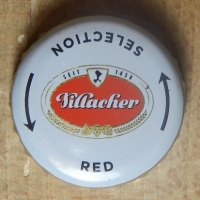 SELECTION
SEIT 1858
Villacher
RED